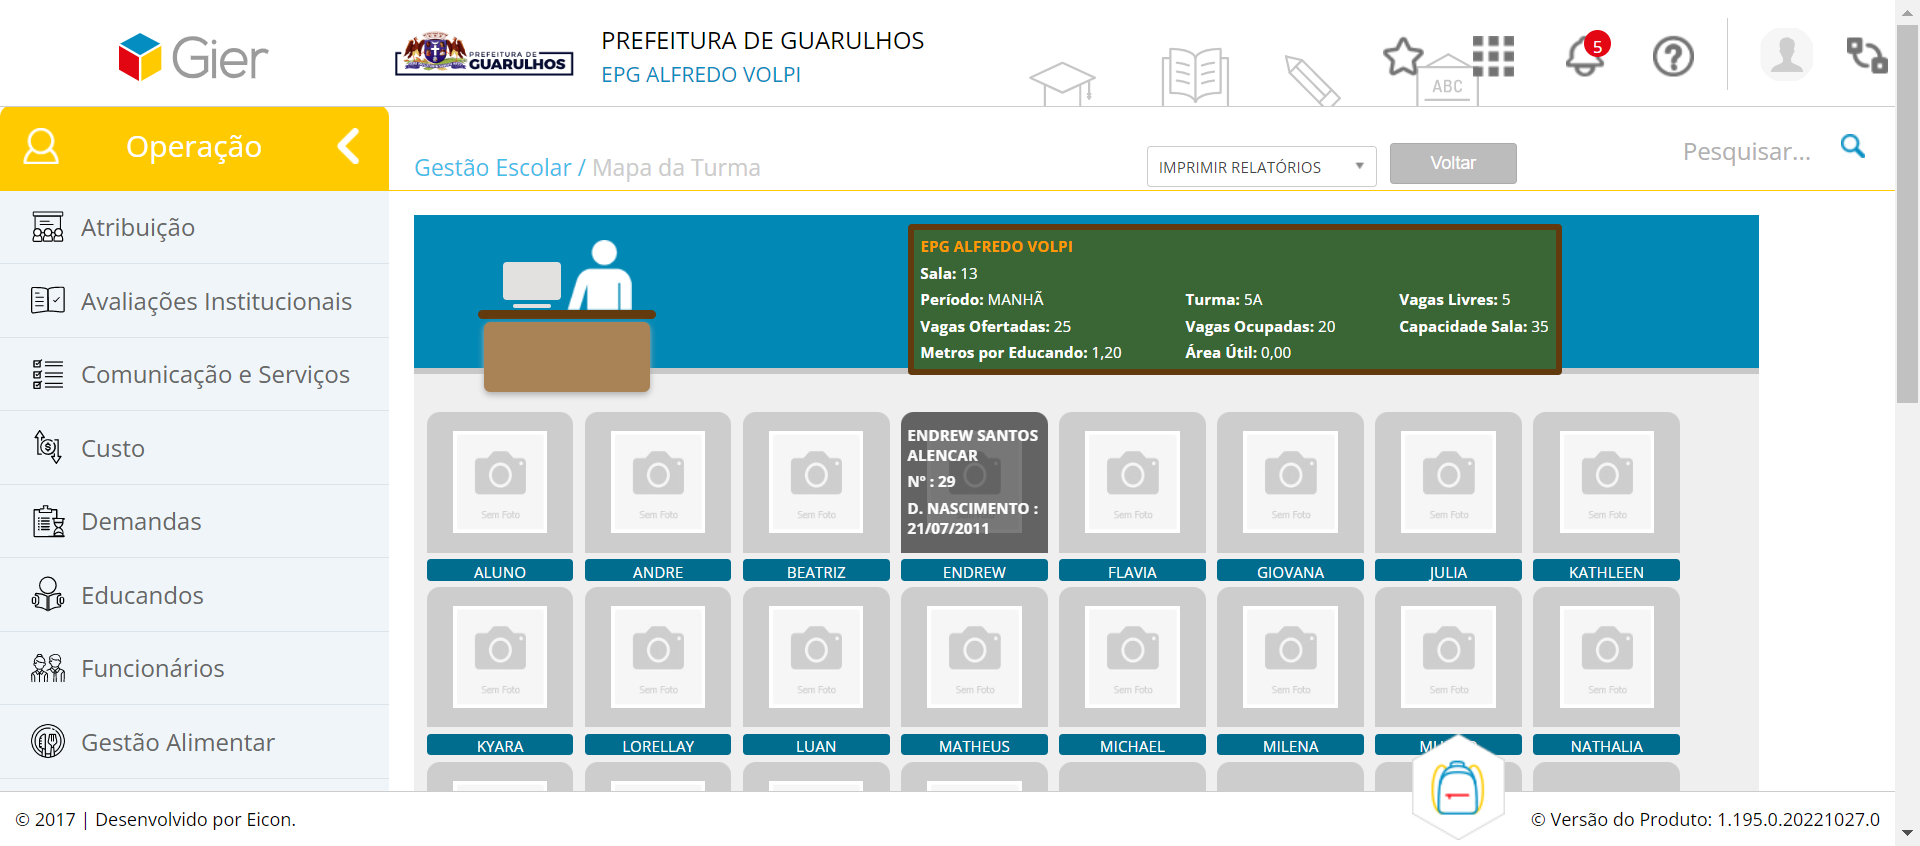 Gier
PREFEITURA DE
GUARULHOS
PREFEITURA DE GUARULHOS
EPG ALFREDO VOLPI
ABC
5
Operação
Gestão Escolar / Mapa da Turma
IMPRIMIR RELATÓRIOS
Voltar
Pesquisar...
Atribuição
Avaliações Institucionais
Comunicação e Serviços
Custo
Demandas
Educandos
Funcionários
Gestão Alimentar
EPG ALFREDO VOLPI
Sala: 13
Período: MANHÃ Turma: 5A Vagas Livres: 5
Vagas Ofertadas: 25 Vagas Ocupadas: 20 Capacidade Sala: 35
Metros por Educando: 1,20 Área Útil: 0,00
ENDREW SANTOS
ALENCAR
Nº : 29
D. NASCIMENTO :
21/07/2011
Sem Foto Sem Foto Sem Foto Sem Foto Sem Foto Sem Foto Sem Foto
ALUNO ANDRE BEATRIZ ENDREW FLAVIA GIOVANA JULIA KATHLEEN
Sem Foto Sem Foto Sem Foto Sem Foto Sem Foto Sem Foto Sem Foto Sem Foto
KYARA LORELLAY LUAN MATHEUS MICHAEL MILENA NATHALIA
© 2017 | Desenvolvido por Eicon.
© Versão do Produto: 1.195.0.20221027.0